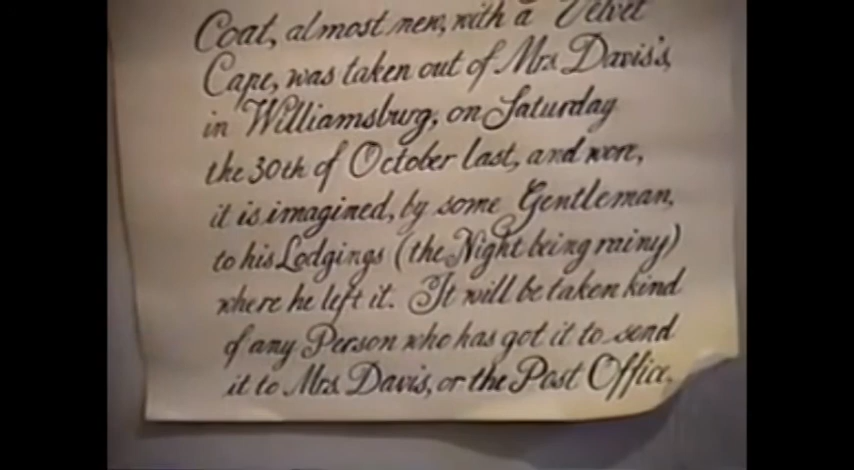 Coat, almost new, with a Velvet
Cape, was taken out of Mrs. Davis's,
in Williamsburg, on Saturday
the 30th of October last, and wore,
it is imagined, by some Gentleman,
to his Lodgings (the Night being rainy)
where he left it. It will be taken kind
of any Person who has got it to send
it to Mrs. Davis, or the Post Office.